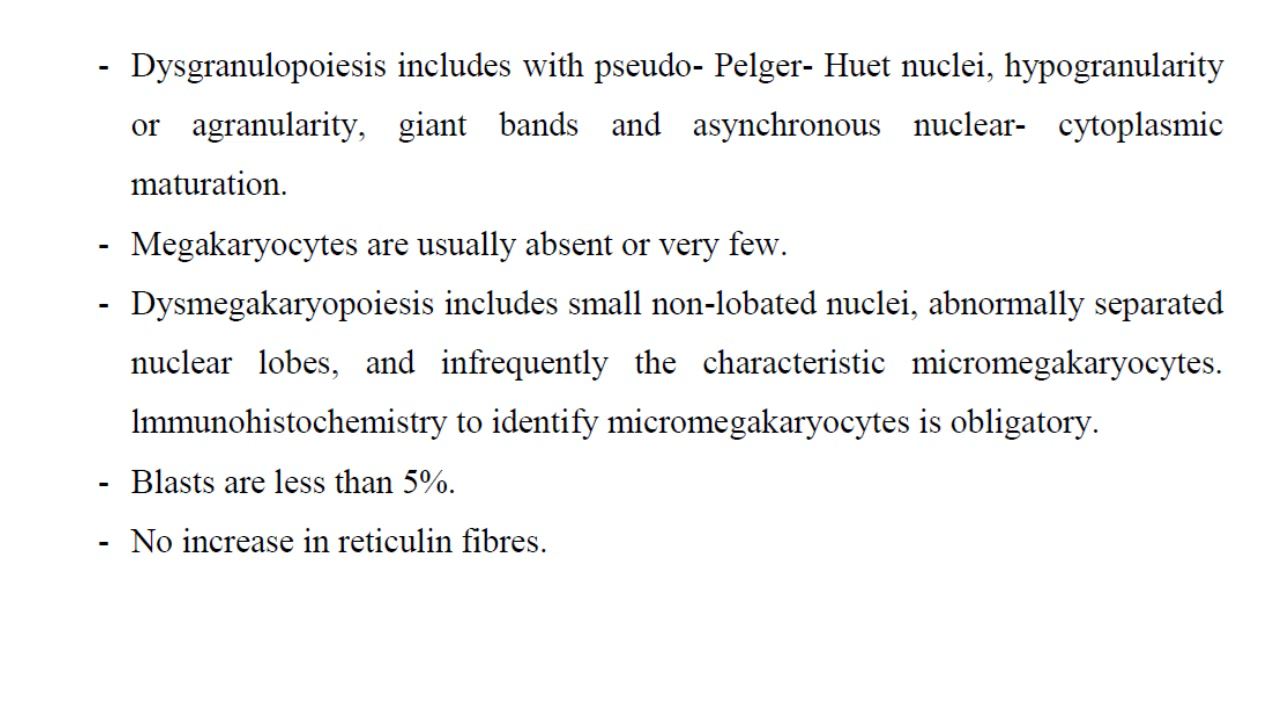 - Dysgranulopoiesis includes with pseudo- Pelger- Huet nuclei, hypogranularity
or agranularity, giant bands and asynchronous nuclear- cytoplasmic
maturation.
- Megakaryocytes are usually absent or very few.
- Dysmegakaryopoiesis includes small non-lobated nuclei, abnormally separated
nuclear lobes, and infrequently the characteristic micromegakaryocytes.
lmmunohistochemistry to identify micromegakaryocytes is obligatory.
- Blasts are less than 5%.
- No increase in reticulin fibres.